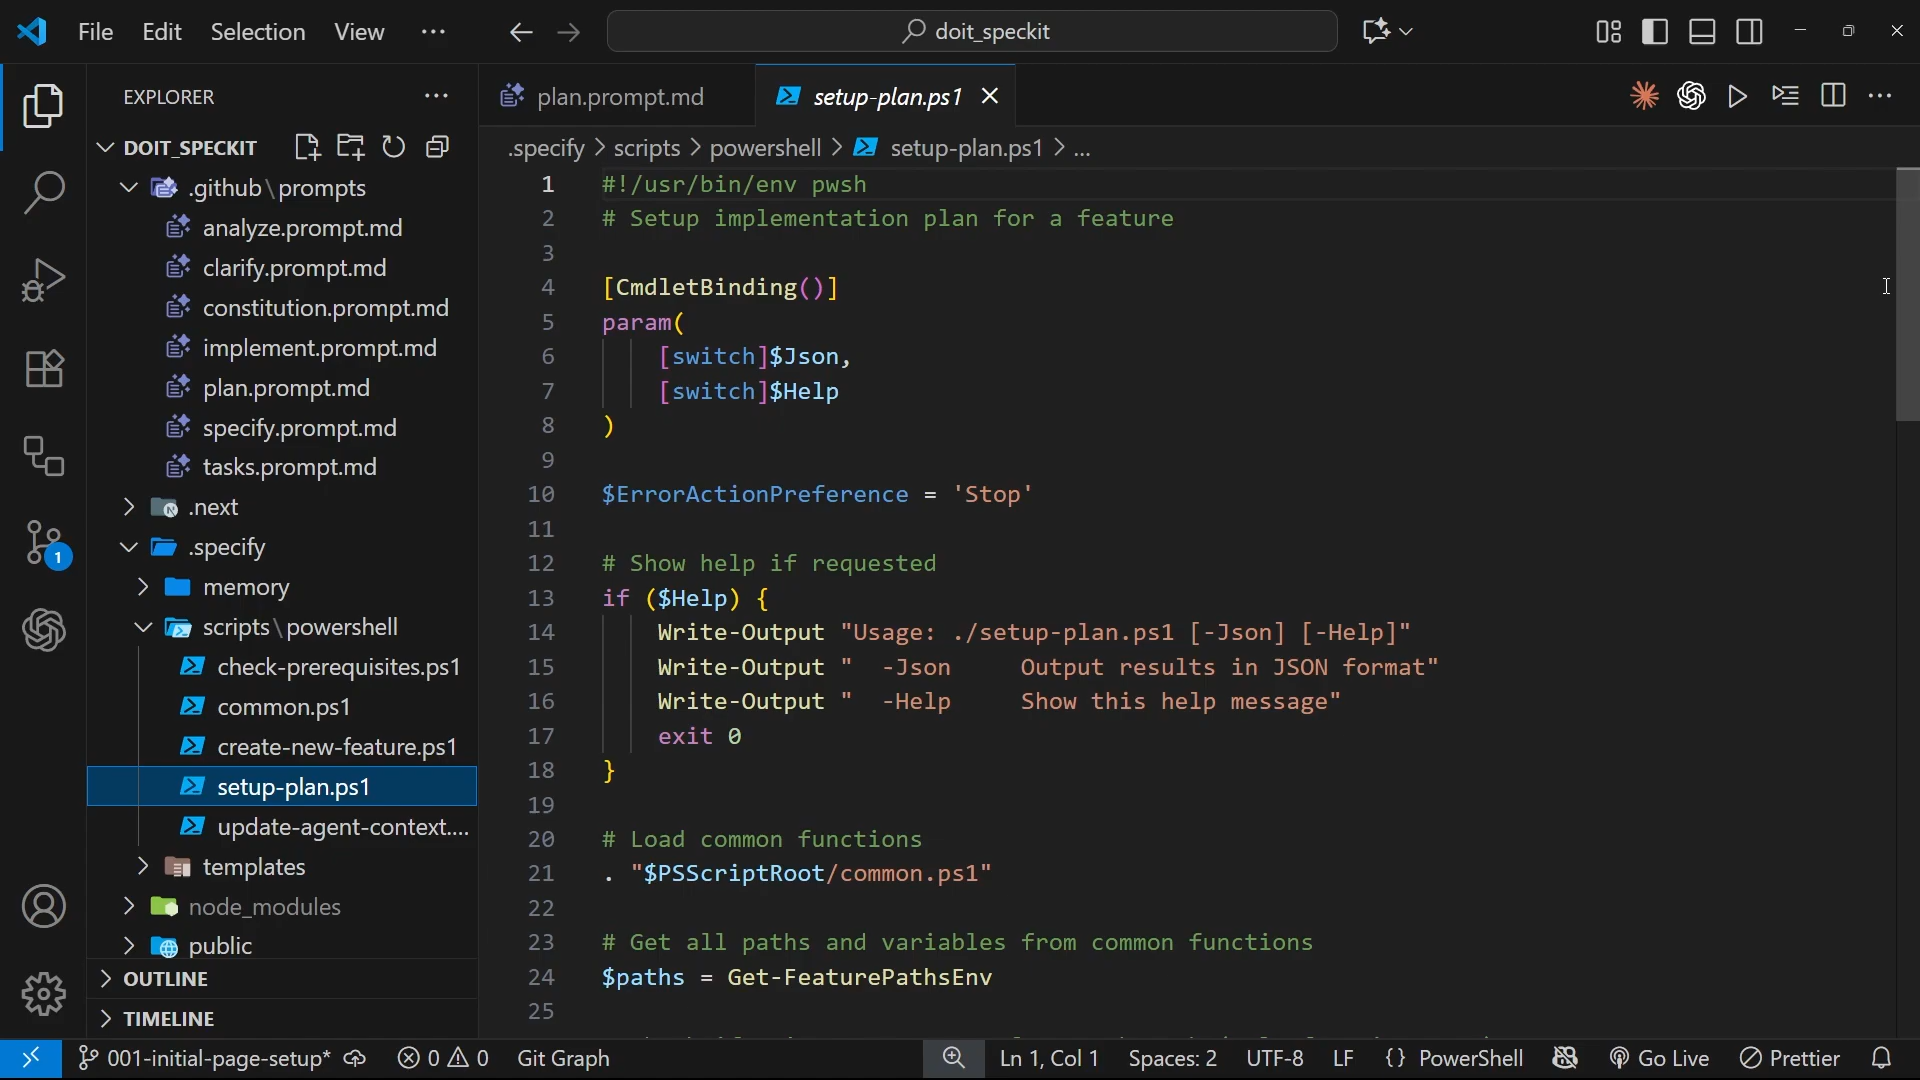 File Edit Selection View ···
doit_speckit
EXPLORER
plan.prompt.md
setup-plan.ps1
DOIT_SPECKIT
.github\prompts
analyze.prompt.md
clarify.prompt.md
constitution.prompt.md
implement.prompt.md
plan.prompt.md
specify.prompt.md
tasks.prompt.md
.next
.specify
memory
scripts\powershell
check-prerequisites.ps1
common.ps1
create-new-feature.ps1
setup-plan.ps1
update-agent-context....
templates
node_modules
public
OUTLINE
TIMELINE
.specify > scripts > powershell > setup-plan.ps1 > ...
1 #!/usr/bin/env pwsh
2 # Setup implementation plan for a feature
3
4 [CmdletBinding()]
5 param(
6     [switch]$Json,
7     [switch]$Help
8 )
9
10 $ErrorActionPreference = 'Stop'
11
12 # Show help if requested
13 if ($Help) {
14     Write-Output "Usage: ./setup-plan.ps1 [-Json] [-Help]"
15     Write-Output "  -Json     Output results in JSON format"
16     Write-Output "  -Help     Show this help message"
17     exit 0
18 }
19
20 # Load common functions
21 . "$PSScriptRoot/common.ps1"
22
23 # Get all paths and variables from common functions
24 $paths = Get-FeaturePathsEnv
25
1
001-initial-page-setup* 0 0 Git Graph Ln 1, Col 1 Spaces: 2 UTF-8 LF {} PowerShell Go Live Prettier